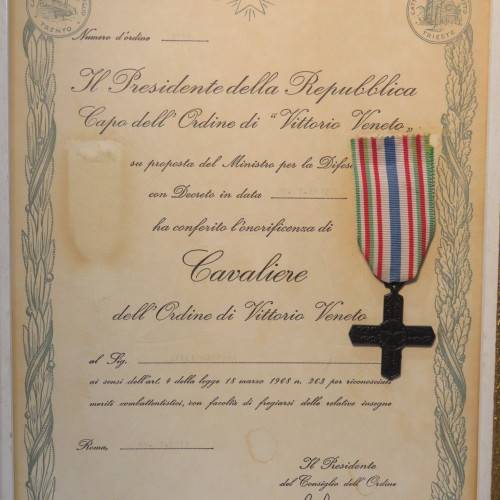 TRENTO
TRIESTE
Numero d'ordine
Il Presidente della Repubblica
Capo dell'Ordine di "Vittorio Veneto"
su proposta del Ministro per la Difesa
con Decreto in data
ha conferito l'onorificenza di
Cavaliere
dell'Ordine di Vittorio Veneto
al Sig.
ai sensi dell'art. 4 della legge 18 marzo 1968 n. 263 per riconosciuti
meriti combattentistici, con facoltà di fregiarsi delle relative insegne
Roma,
Il Presidente
del Consiglio dell'Ordine